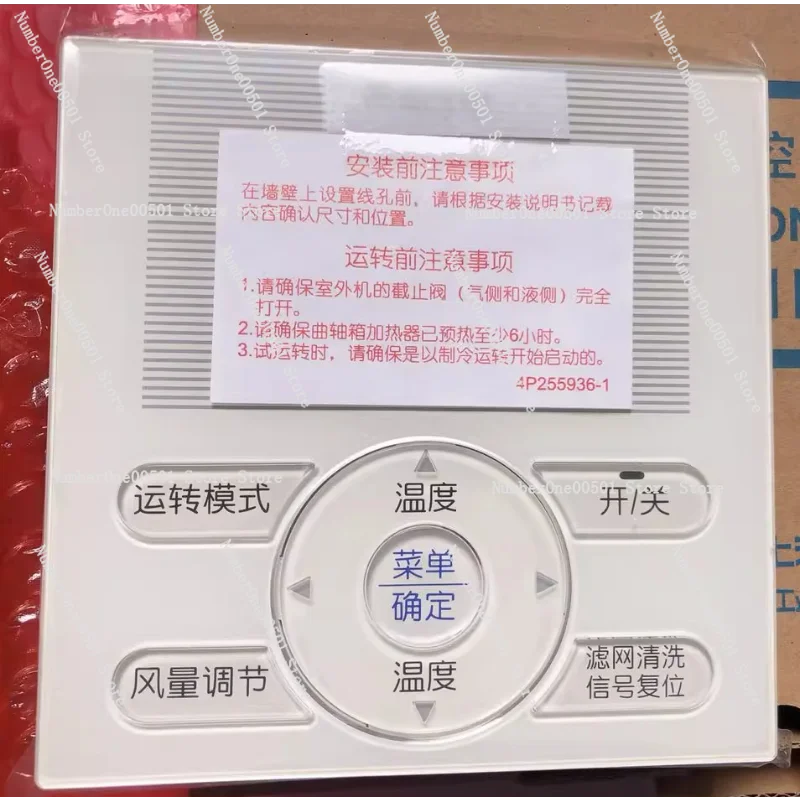 安装前注意事项
在墙壁上设置线孔前，请根据安装说明书记载
内容确认尺寸和位置。
运转前注意事项
1.请确保室外机的截止阀（气侧和液侧）完全
打开。
2.请确保曲轴箱加热器已预热至少6小时。
3.试运转时，请确保是以制冷运转开始启动的。
4P255936-1
运转模式
温度
开/关
菜单
确定
风量调节
温度
滤网清洗
信号复位
控
ON
NumberOne00501 Store